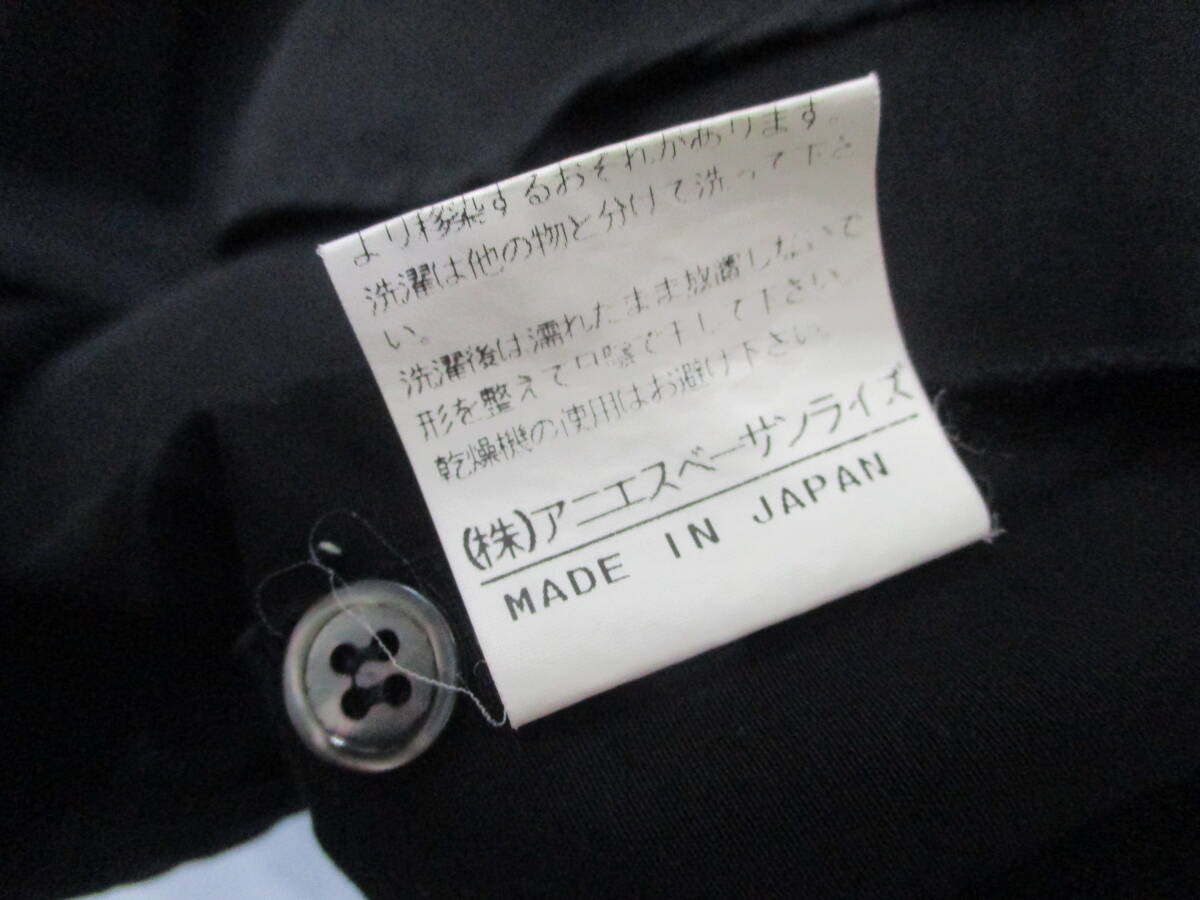 より移染するおそれがあります。
洗濯は他の物と分けて洗って下さ
い。
洗濯後は濡れたまま放置しないで
形を整えて日陰で干して下さい。
乾燥機の使用はお避け下さい。
(株)アニエスベーサンライズ
MADE IN JAPAN